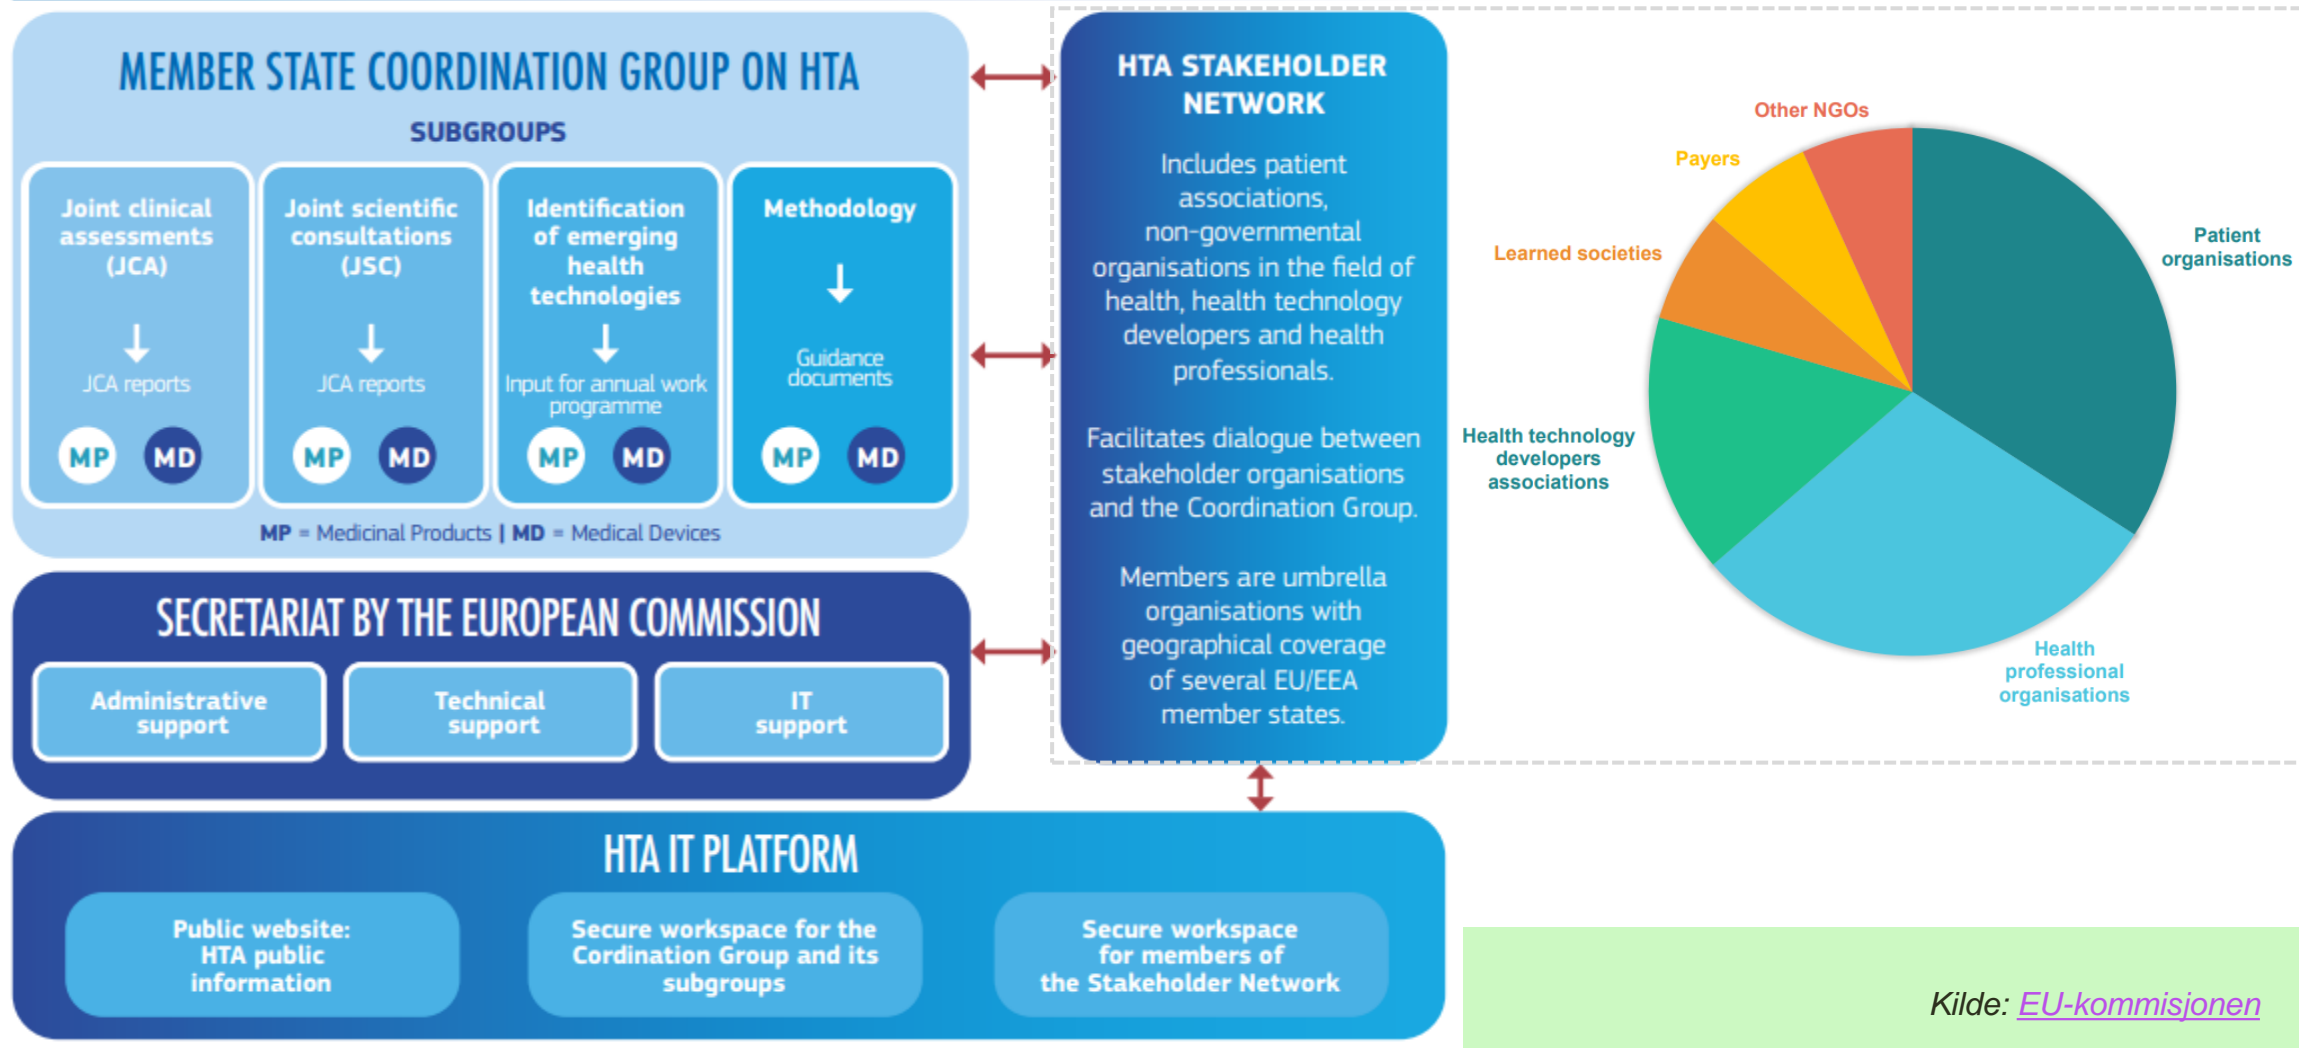 MEMBER STATE COORDINATION GROUP ON HTA
SUBGROUPS
Joint clinical
assessments
(JCA)
JCA reports
MP MD
Joint scientific
consultations
(JSC)
JCA reports
MP MD
Identification
of emerging
health
technologies
Input for annual work
programme
MP MD
Methodology
Guidance
documents
MP MD
MP = Medicinal Products | MD = Medical Devices
SECRETARIAT BY THE EUROPEAN COMMISSION
Administrative
support
Technical
support
IT
support
HTA STAKEHOLDER
NETWORK
Includes patient
associations,
non-governmental
organisations in the field of
health, health technology
developers and health
professionals.
Facilitates dialogue between
stakeholder organisations
and the Coordination Group.
Members are umbrella
organisations with
geographical coverage
of several EU/EEA
member states.
Other NGOs
Payers
Learned societies
Health technology
developers
associations
Patient
organisations
Health
professional
organisations
HTA IT PLATFORM
Public website:
HTA public
information
Secure workspace for the
Cordination Group and its
subgroups
Secure workspace
for members of
the Stakeholder Network
Kilde: EU-kommisjonen